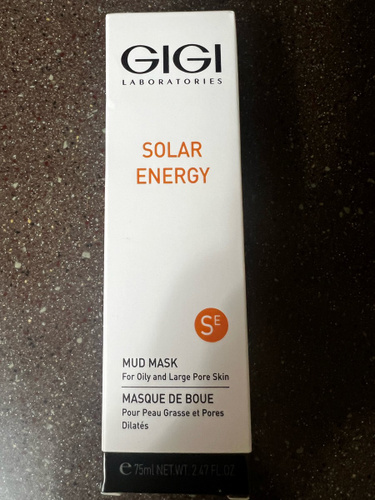 GIGI
LABORATORIES
SOLAR
ENERGY
SE
MUD MASK
For Oily and Large Pore Skin
MASQUE DE BOUE
Pour Peau Grasse et Pores
Dilatés
℮ 75ml NET.WT. 2.47 FL.OZ